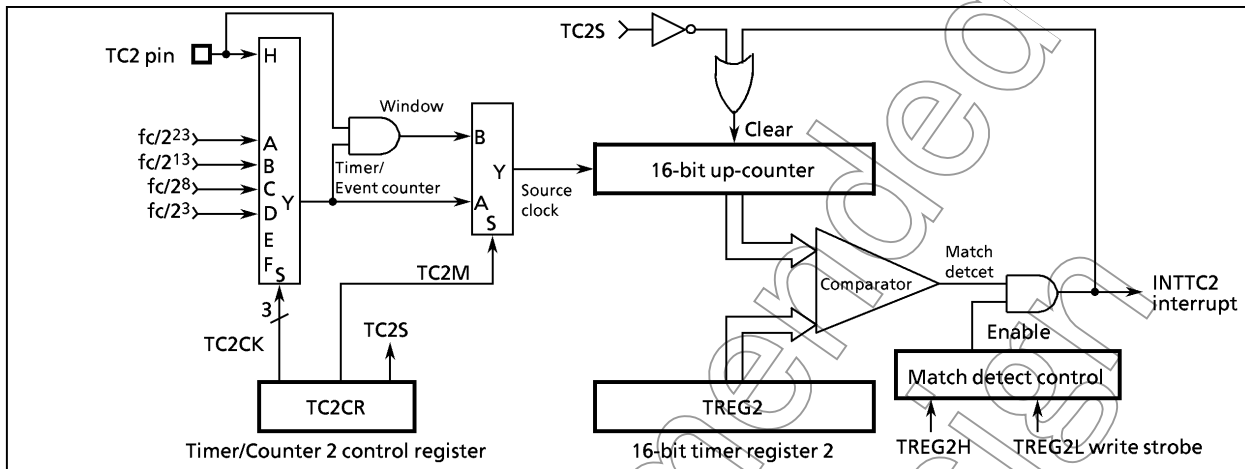 TC2 pin
H
fc/2²³
A
fc/2¹³
B
fc/2⁸
C
fc/2³
D
E
F
S
Y
3
TC2CK
Window
Timer/
Event counter
B
Y
A
S
Source
clock
TC2M
TC2S
TC2CR
Timer/Counter 2 control register
TC2S
Clear
16-bit up-counter
Comparator
Match
detcet
INTTC2
interrupt
Enable
Match detect control
TREG2H
TREG2L write strobe
TREG2
16-bit timer register 2